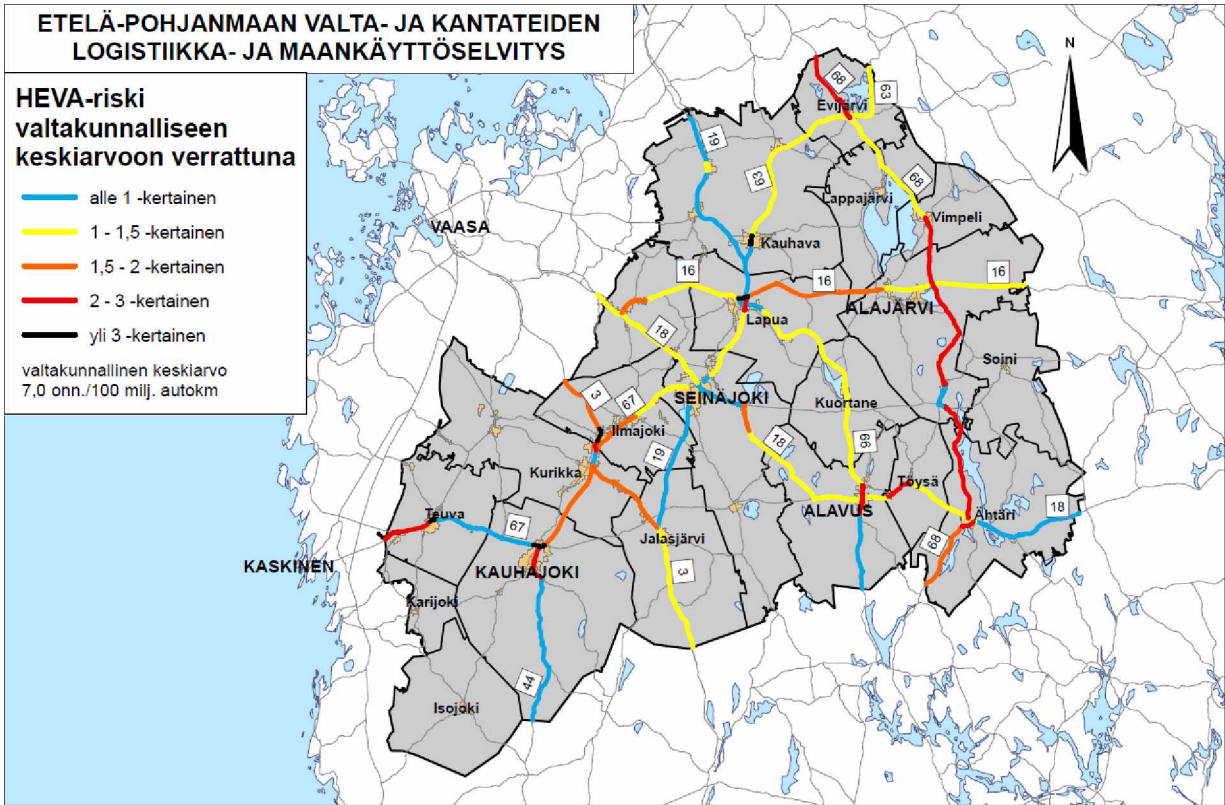 ETELÄ-POHJANMAAN VALTA- JA KANTATEIDEN
LOGISTIIKKA- JA MAANKÄYTTÖSELVITYS
HEVA-riski
valtakunnalliseen
keskiarvoon verrattuna
alle 1 -kertainen
1 - 1,5 -kertainen
1,5 - 2 -kertainen
2 - 3 -kertainen
yli 3 -kertainen
valtakunnallinen keskiarvo
7,0 onn./100 milj. autokm
N
68
63
Evijärvi
19
63
68
Lappajärvi
Vimpeli
VAASA
Kauhava
16
16
16
ALAJÄRVI
Lapua
18
Soini
SEINÄJOKI
Kuortane
3
67
Ilmajoki
18
19
66
Kurikka
Töysä
ALAVUS
Ähtäri
18
Teuva
67
Jalasjärvi
68
KASKINEN
KAUHAJOKI
3
Karijoki
44
Isojoki